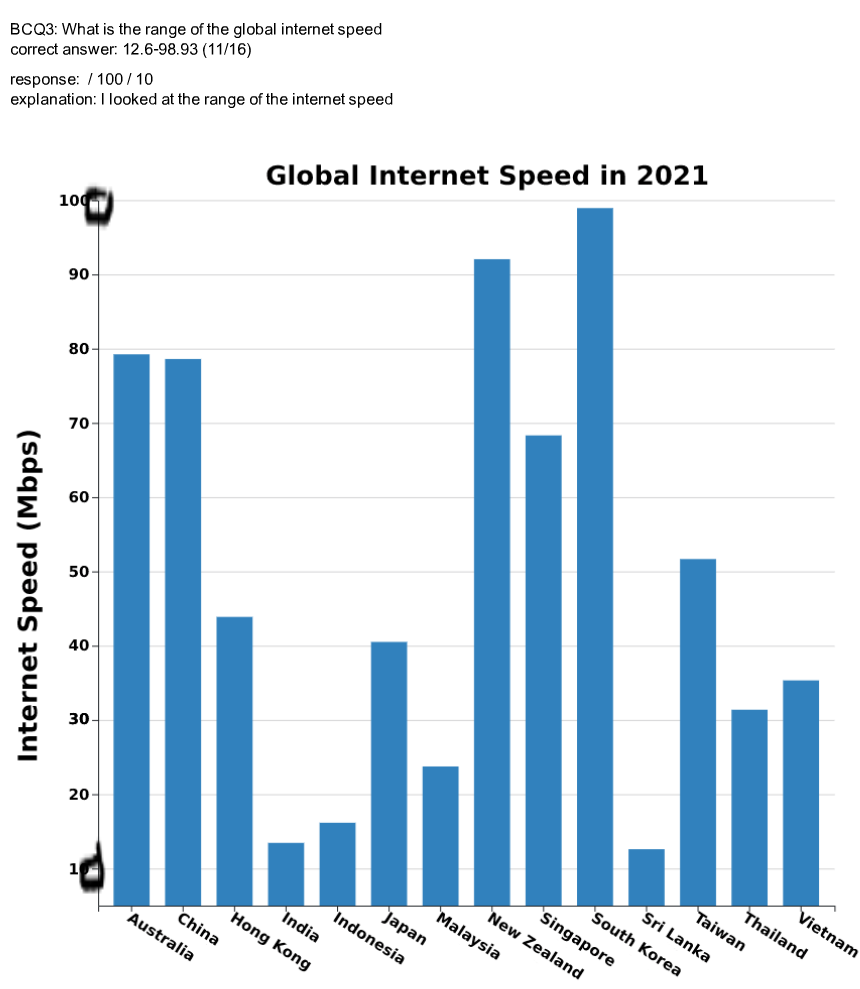 BCQ3: What is the range of the global internet speed
correct answer: 12.6-98.93 (11/16)
response:  / 100 / 10
explanation: I looked at the range of the internet speed
Global Internet Speed in 2021
100
90
80
70
60
50
40
30
20
10
Internet Speed (Mbps)
Australia
China
Hong Kong
India
Indonesia
Japan
Malaysia
New Zealand
Singapore
South Korea
Sri Lanka
Taiwan
Thailand
Vietnam